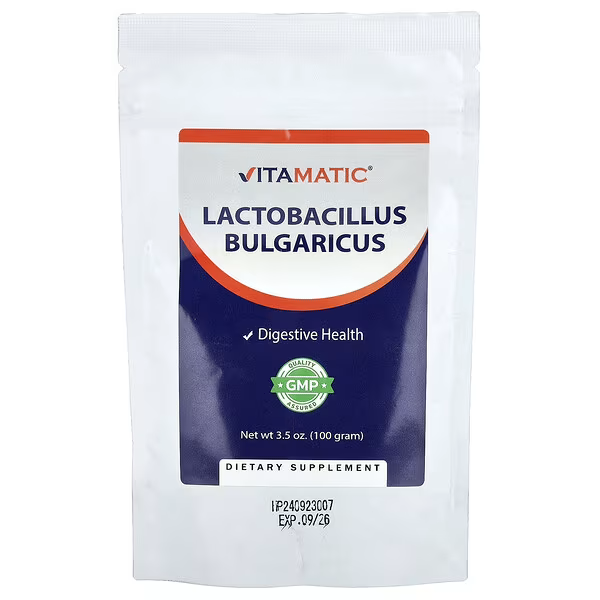 VITAMATIC®
LACTOBACILLUS
BULGARICUS
✓ Digestive Health
QUALITY
GMP
ASSURED
Net wt 3.5 oz. (100 gram)
DIETARY SUPPLEMENT
IP240923007
EXP.09/26